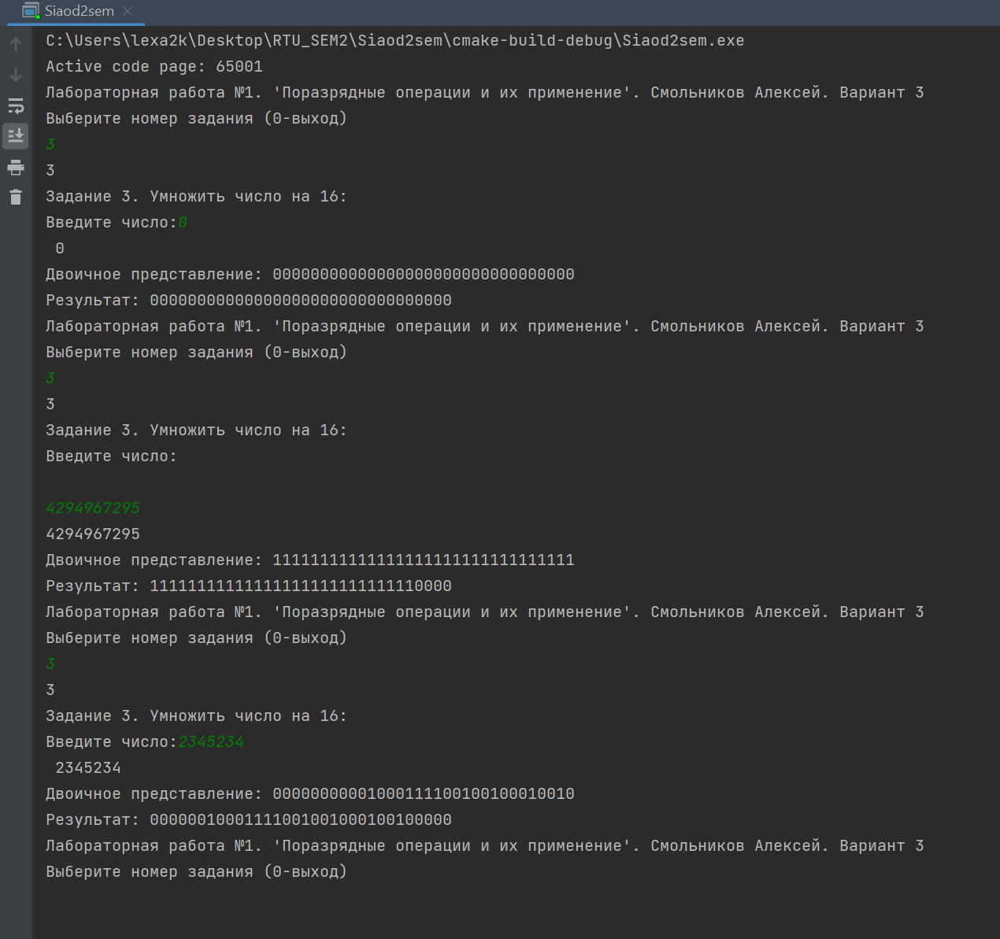 Siaod2sem
C:\Users\lexa2k\Desktop\RTU_SEM2\Siaod2sem\cmake-build-debug\Siaod2sem.exe
Active code page: 65001
Лабораторная работа №1. 'Поразрядные операции и их применение'. Смольников Алексей. Вариант 3
Выберите номер задания (0-выход)
3
3
Задание 3. Умножить число на 16:
Введите число:0
0
Двоичное представление: 00000000000000000000000000000000
Результат: 00000000000000000000000000000000
Лабораторная работа №1. 'Поразрядные операции и их применение'. Смольников Алексей. Вариант 3
Выберите номер задания (0-выход)
3
3
Задание 3. Умножить число на 16:
Введите число:
4294967295
4294967295
Двоичное представление: 11111111111111111111111111111111
Результат: 11111111111111111111111111110000
Лабораторная работа №1. 'Поразрядные операции и их применение'. Смольников Алексей. Вариант 3
Выберите номер задания (0-выход)
3
3
Задание 3. Умножить число на 16:
Введите число:2345234
2345234
Двоичное представление: 00000000001000111100100100010010
Результат: 00000010001111001001000100100000
Лабораторная работа №1. 'Поразрядные операции и их применение'. Смольников Алексей. Вариант 3
Выберите номер задания (0-выход)